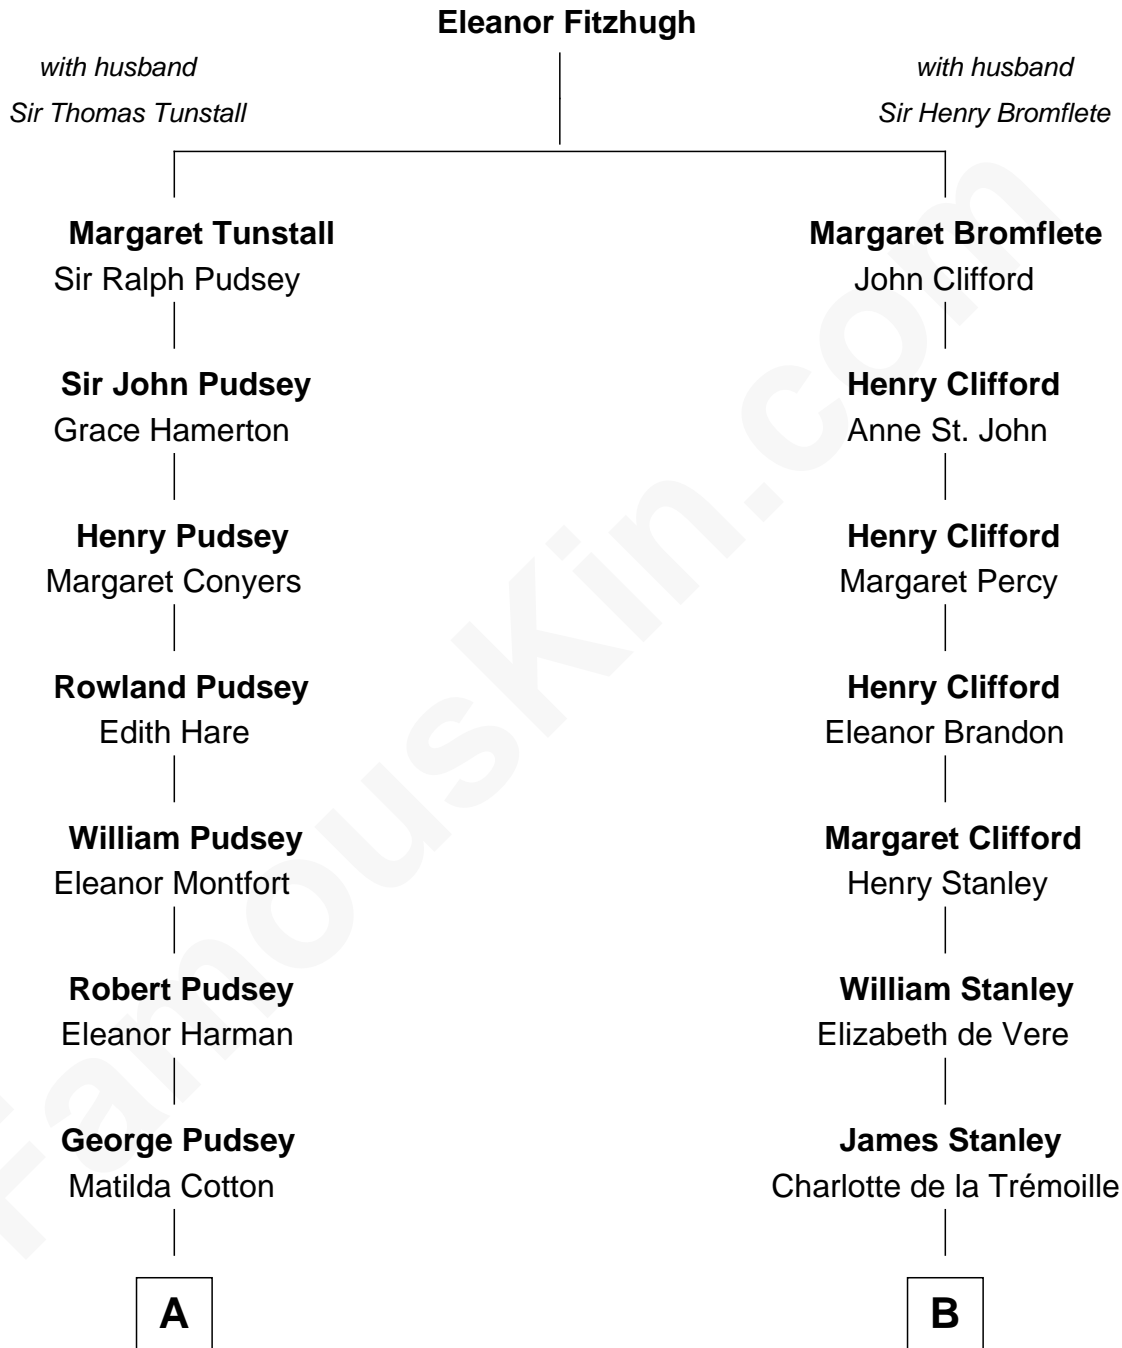 Eleanor Fitzhugh
with husband
Sir Thomas Tunstall
with husband
Sir Henry Bromflete
Margaret Tunstall
Sir Ralph Pudsey
Margaret Bromflete
John Clifford
Sir John Pudsey
Grace Hamerton
Henry Clifford
Anne St. John
Henry Pudsey
Margaret Conyers
Henry Clifford
Margaret Percy
Rowland Pudsey
Edith Hare
Henry Clifford
Eleanor Brandon
William Pudsey
Eleanor Montfort
Margaret Clifford
Henry Stanley
Robert Pudsey
Eleanor Harman
William Stanley
Elizabeth de Vere
George Pudsey
Matilda Cotton
James Stanley
Charlotte de la Trémoille
A
B
FamousKin.com